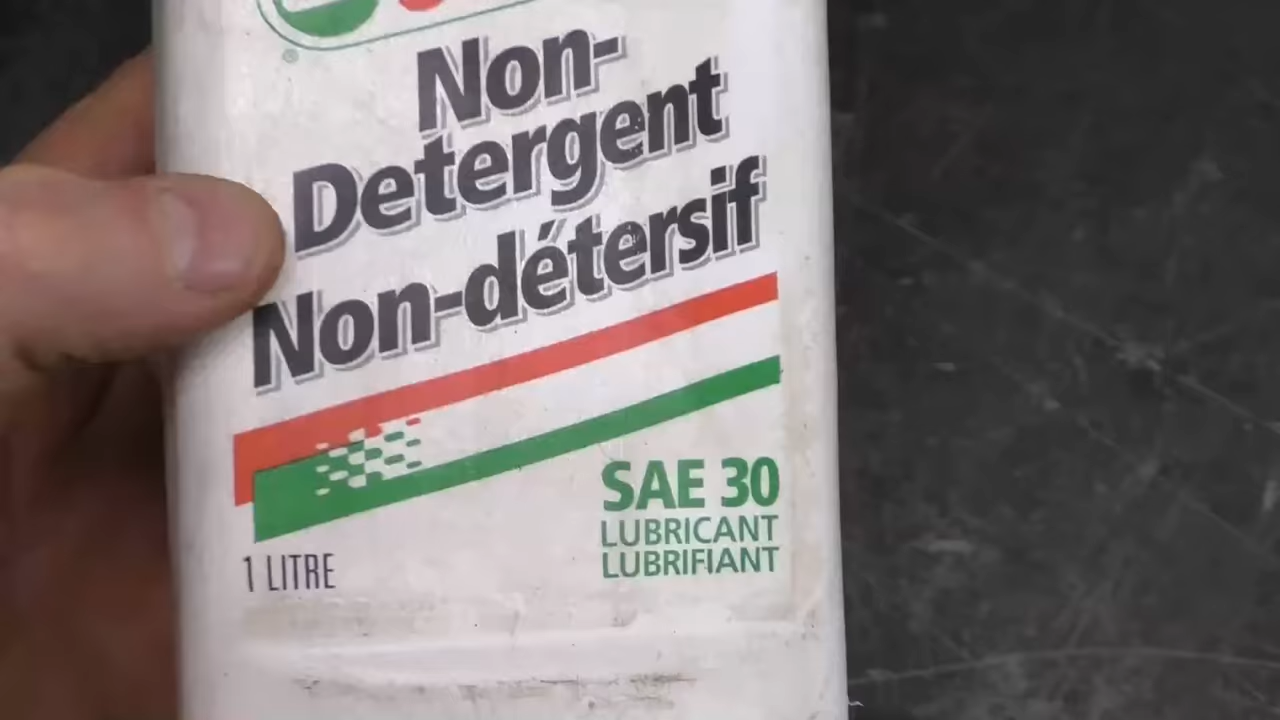 ®
Non-
Detergent
Non-détersif
SAE 30
LUBRICANT
LUBRIFIANT
1 LITRE